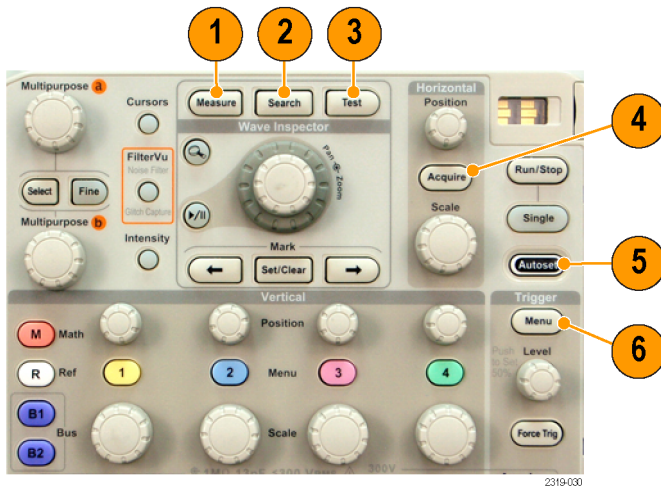 1
2
3
Multipurpose a
Cursors
Measure
Search
Test
Horizontal
Position
4
Wave Inspector
Pan
Zoom
FilterVu
Noise Filter
Glitch Capture
Select
Fine
Acquire
Run/Stop
Multipurpose b
Scale
Single
Intensity
Mark
←
Set/Clear
→
Autoset
5
Vertical
Trigger
M
Math
Position
Menu
6
R
Ref
1
2
Menu
3
4
Push
to Set
50%
Level
B1
B2
Bus
Scale
Force Trig
300V
2319-030